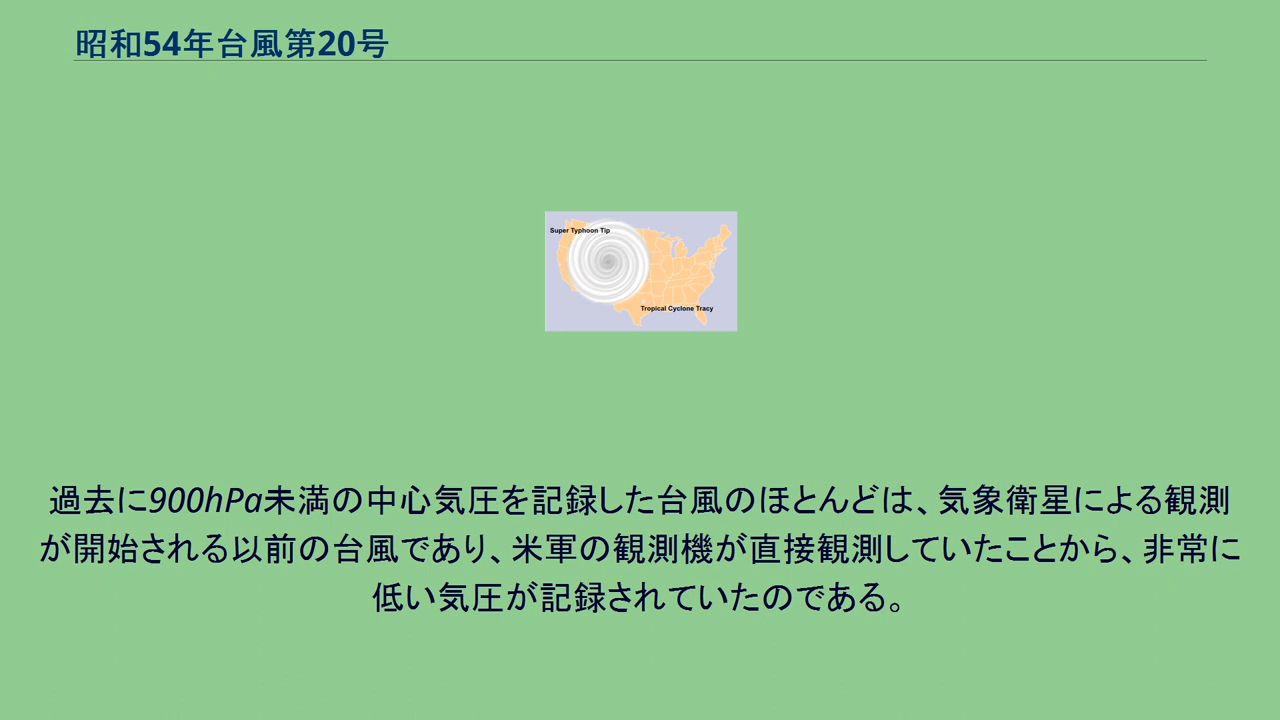 昭和54年台風第20号
Super Typhoon Tip
Tropical Cyclone Tracy
過去に900hPa未満の中心気圧を記録した台風のほとんどは、気象衛星による観測
が開始される以前の台風であり、米軍の観測機が直接観測していたことから、非常に
低い気圧が記録されていたのである。